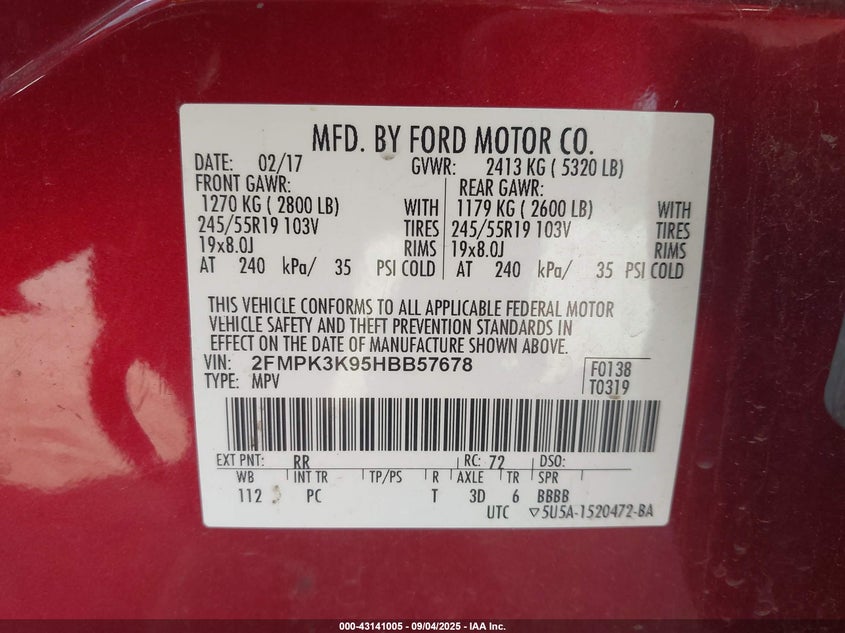 MFD. BY FORD MOTOR CO.
DATE: 02/17 GVWR: 2413 KG ( 5320 LB)
FRONT GAWR: REAR GAWR:
1270 KG ( 2800 LB) WITH 1179 KG ( 2600 LB) WITH
245/55R19 103V TIRES 245/55R19 103V TIRES
19x8.0J RIMS 19x8.0J RIMS
AT 240 kPa/ 35 PSI COLD AT 240 kPa/ 35 PSI COLD
THIS VEHICLE CONFORMS TO ALL APPLICABLE FEDERAL MOTOR
VEHICLE SAFETY AND THEFT PREVENTION STANDARDS IN
EFFECT ON THE DATE OF MANUFACTURE SHOWN ABOVE.
VIN: 2FMPK3K95HBB57678 F0138
TYPE: MPV T0319
EXT PNT: RR RC: 72 DSO:
WB INT TR TP/PS R AXLE TR SPR
112 PC T 3D 6 BBBB
UTC ▽5U5A-1520472-BA
000-43141005 - 09/04/2025 - IAA Inc.